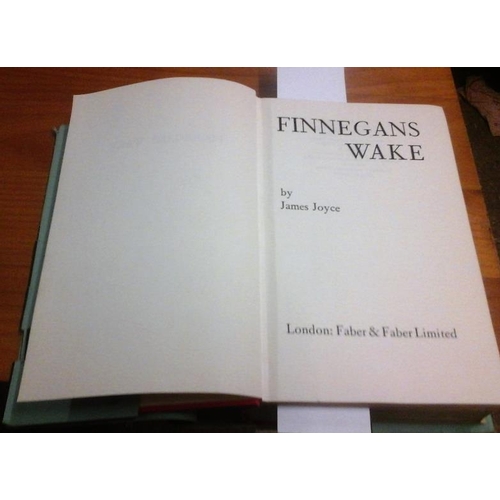 FINNEGANS
WAKE
by
James Joyce
London: Faber & Faber Limited